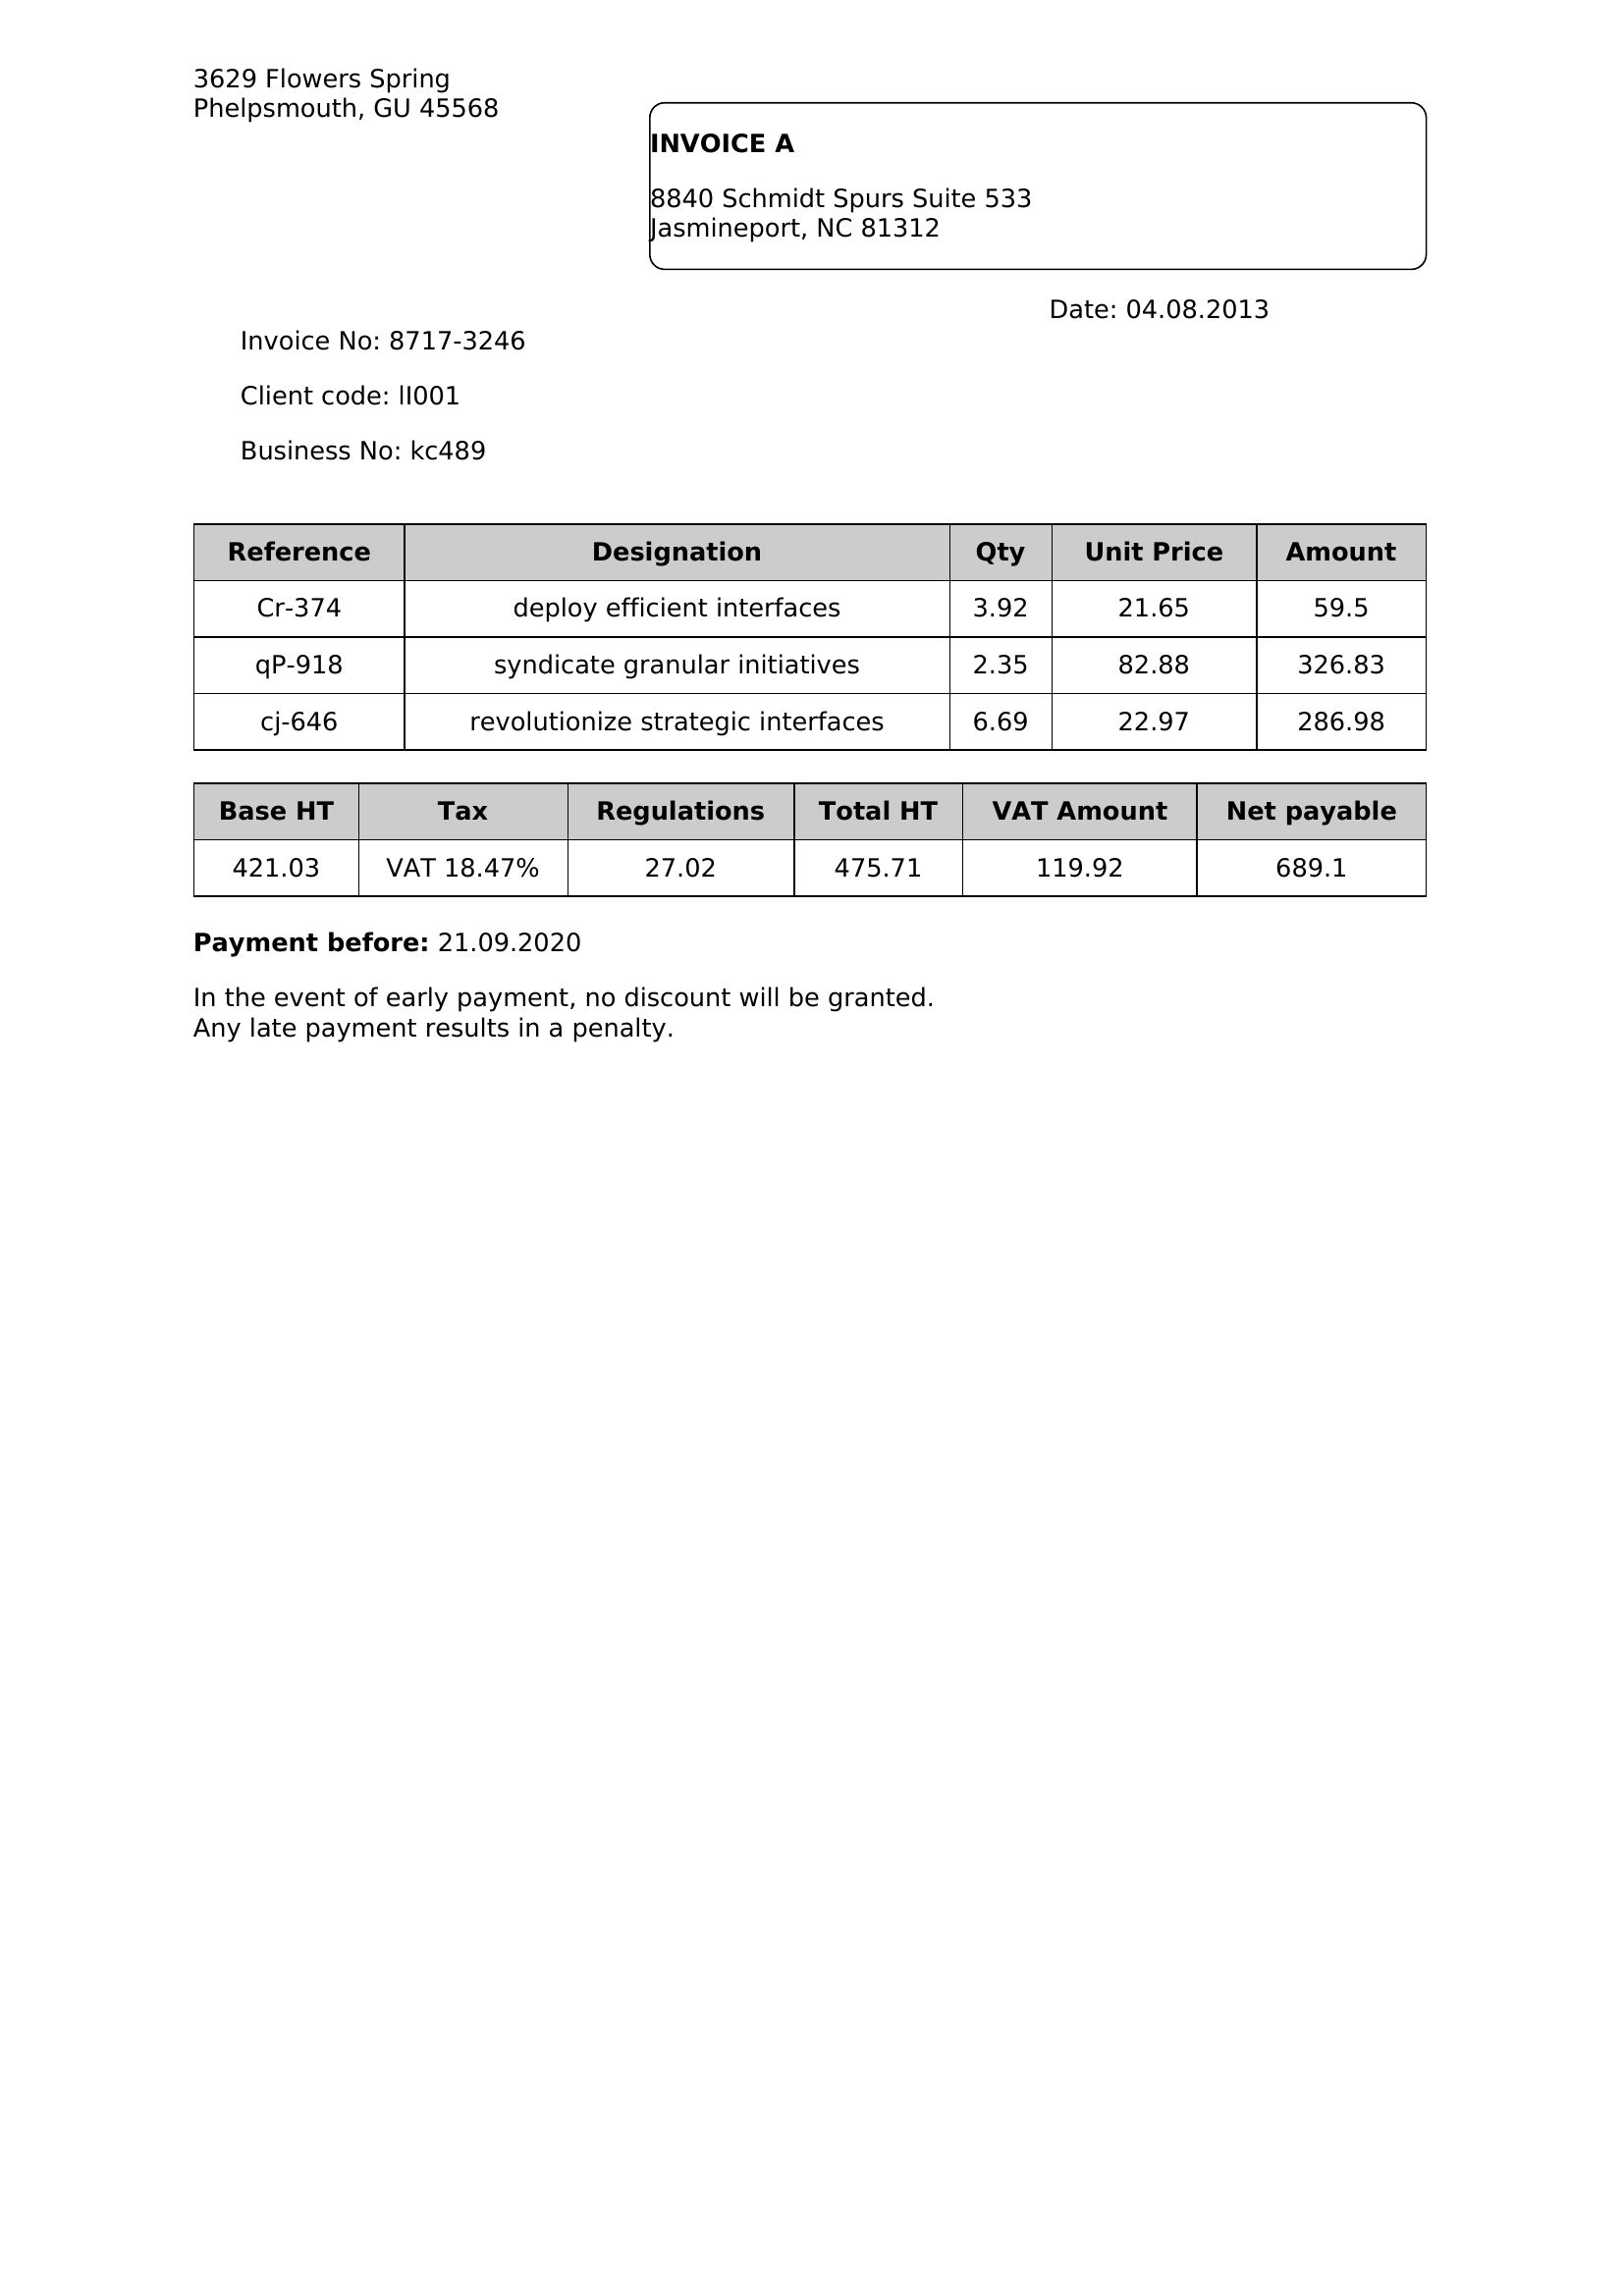 3629 Flowers Spring
Phelpsmouth, GU 45568
INVOICE A
8840 Schmidt Spurs Suite 533
Jasmineport, NC 81312
Date: 04.08.2013
Invoice No: 8717-3246
Client code: lI001
Business No: kc489
Reference Designation Qty Unit Price Amount
Cr-374 deploy efficient interfaces 3.92 21.65 59.5
qP-918 syndicate granular initiatives 2.35 82.88 326.83
cj-646 revolutionize strategic interfaces 6.69 22.97 286.98
Base HT Tax Regulations Total HT VAT Amount Net payable
421.03 VAT 18.47% 27.02 475.71 119.92 689.1
Payment before: 21.09.2020
In the event of early payment, no discount will be granted.
Any late payment results in a penalty.